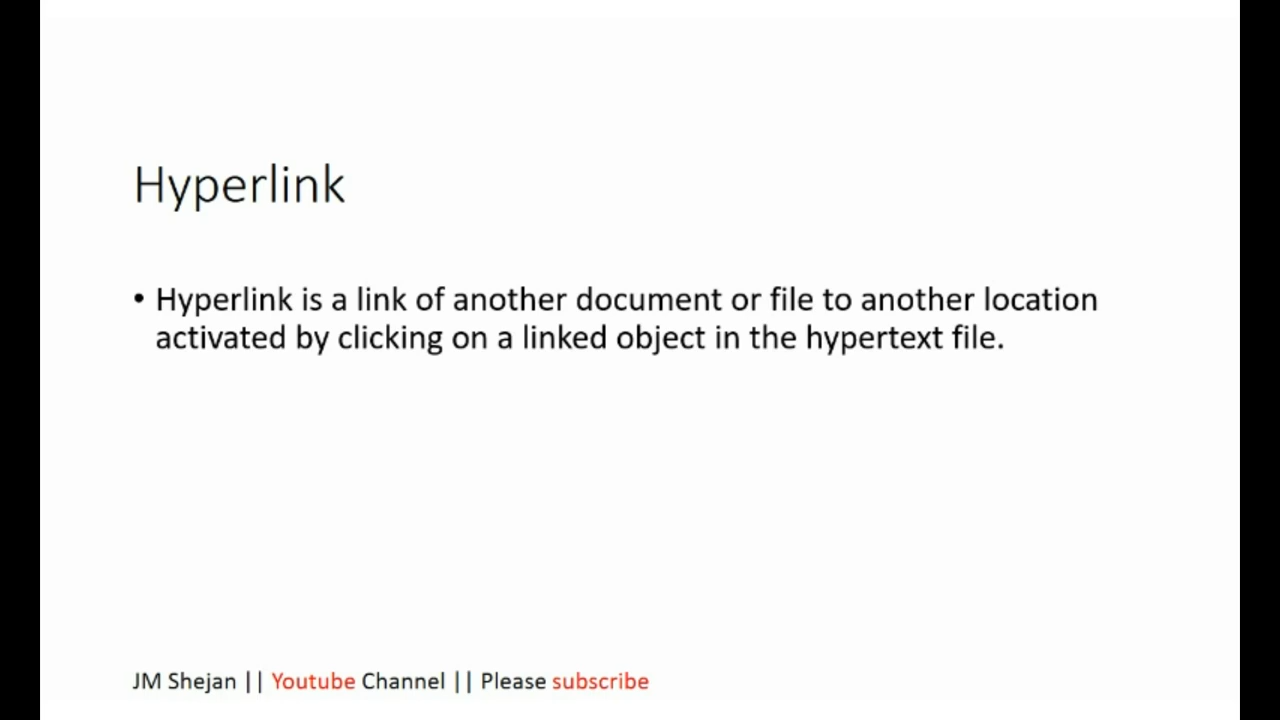 Hyperlink
• Hyperlink is a link of another document or file to another location
activated by clicking on a linked object in the hypertext file.
JM Shejan || Youtube Channel || Please subscribe